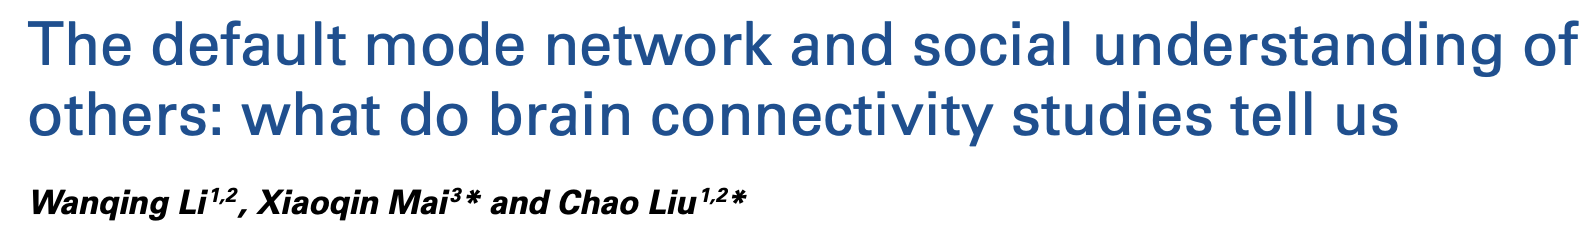 The default mode network and social understanding of
others: what do brain connectivity studies tell us
Wanqing Li1,2, Xiaoqin Mai3* and Chao Liu1,2*